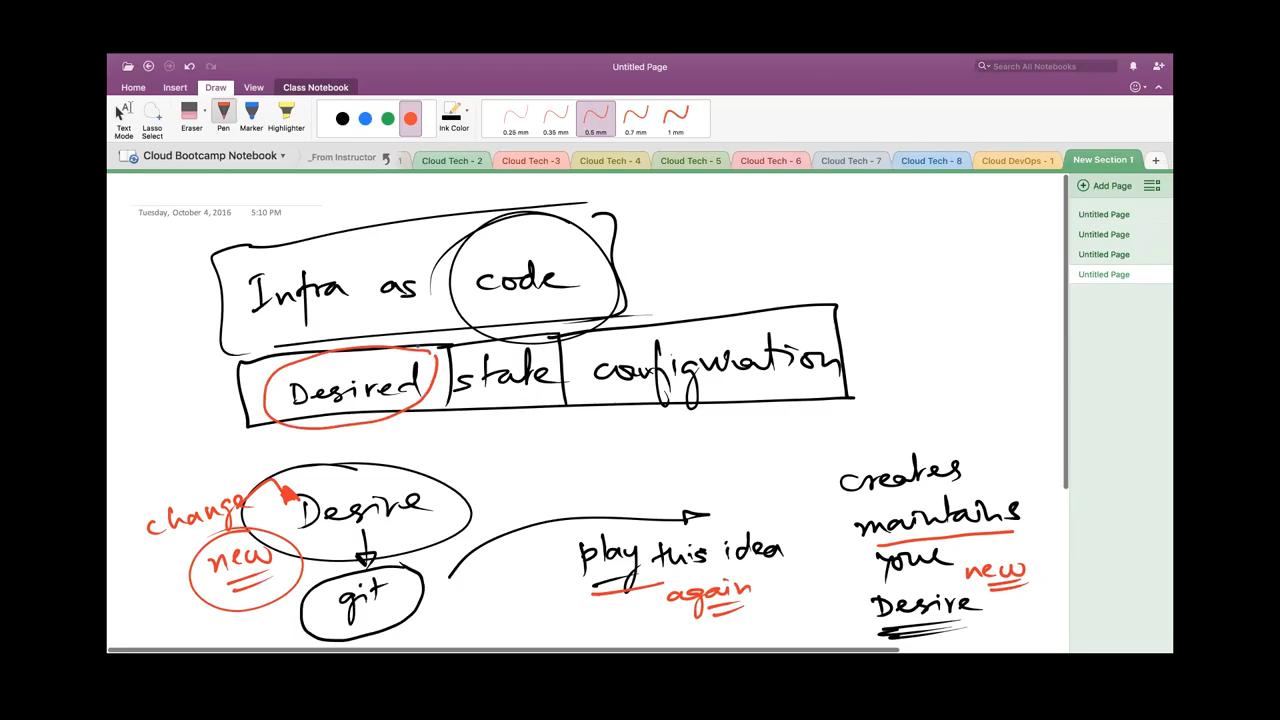 Untitled Page
Search All Notebooks
Home Insert Draw View Class Notebook
Text Mode
Lasso Select
Eraser
Pen
Marker
Highlighter
Ink Color
0.25 mm
0.35 mm
0.5 mm
0.7 mm
1 mm
Cloud Bootcamp Notebook
_From Instructor
1
Cloud Tech - 2
Cloud Tech -3
Cloud Tech - 4
Cloud Tech - 5
Cloud Tech - 6
Cloud Tech - 7
Cloud Tech - 8
Cloud DevOps - 1
New Section 1
Add Page
Untitled Page
Untitled Page
Untitled Page
Untitled Page
Tuesday, October 4, 2016 5:10 PM
Infra as code
Desired state configuration
change
new
Desire
git
play this idea
again
creates
maintains
your new
Desire